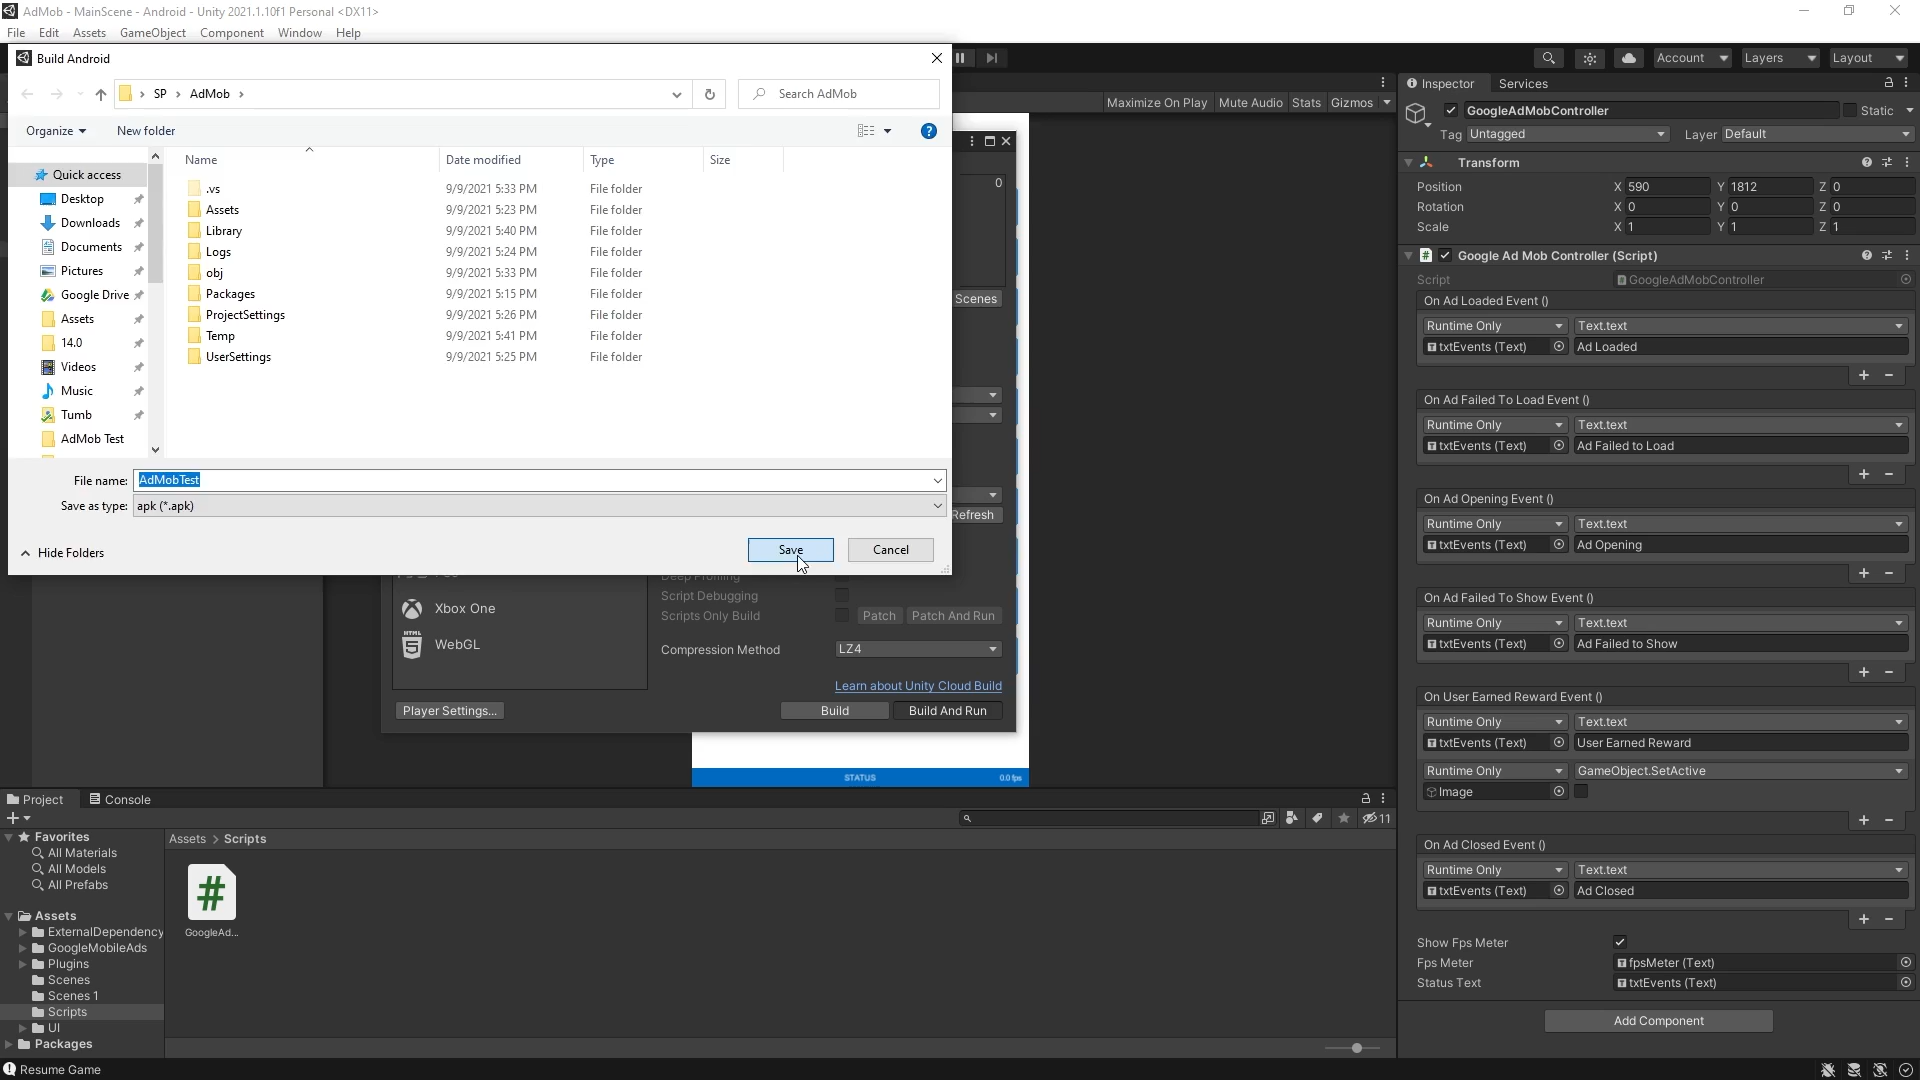 AdMob - MainScene - Android - Unity 2021.1.10f1 Personal <DX11>
File Edit Assets GameObject Component Window Help
Build Android
SP > AdMob >
Search AdMob
Organize
New folder
Name Date modified Type Size
Quick access
Desktop
Downloads
Documents
Pictures
Google Drive
Assets
14.0
Videos
Music
Tumb
AdMob Test
.vs 9/9/2021 5:33 PM File folder
Assets 9/9/2021 5:23 PM File folder
Library 9/9/2021 5:40 PM File folder
Logs 9/9/2021 5:24 PM File folder
obj 9/9/2021 5:33 PM File folder
Packages 9/9/2021 5:15 PM File folder
ProjectSettings 9/9/2021 5:26 PM File folder
Temp 9/9/2021 5:41 PM File folder
UserSettings 9/9/2021 5:25 PM File folder
File name: AdMobTest
Save as type: apk (*.apk)
Hide Folders
Save Cancel
Account Layers Layout
Maximize On Play Mute Audio Stats Gizmos
0
Scenes
Refresh
Deep Profiling
Script Debugging
Scripts Only Build Patch Patch And Run
Xbox One
HTML
5
WebGL
Compression Method LZ4
Learn about Unity Cloud Build
Player Settings... Build Build And Run
STATUS 0.0 fps
Inspector Services
GoogleAdMobController Static
Tag Untagged Layer Default
Transform
Position X 590 Y 1812 Z 0
Rotation X 0 Y 0 Z 0
Scale X 1 Y 1 Z 1
# Google Ad Mob Controller (Script)
Script GoogleAdMobController
On Ad Loaded Event ()
Runtime Only Text.text
txtEvents (Text) Ad Loaded
+ −
On Ad Failed To Load Event ()
Runtime Only Text.text
txtEvents (Text) Ad Failed to Load
+ −
On Ad Opening Event ()
Runtime Only Text.text
txtEvents (Text) Ad Opening
+ −
On Ad Failed To Show Event ()
Runtime Only Text.text
txtEvents (Text) Ad Failed to Show
+ −
On User Earned Reward Event ()
Runtime Only Text.text
txtEvents (Text) User Earned Reward
Runtime Only GameObject.SetActive
Image
+ −
On Ad Closed Event ()
Runtime Only Text.text
txtEvents (Text) Ad Closed
+ −
Show Fps Meter
Fps Meter fpsMeter (Text)
Status Text txtEvents (Text)
Add Component
Project Console
11
Favorites
All Materials
All Models
All Prefabs
Assets
ExternalDependency
GoogleMobileAds
Plugins
Scenes
Scenes 1
Scripts
UI
Packages
Assets > Scripts
#
GoogleAd...
Resume Game